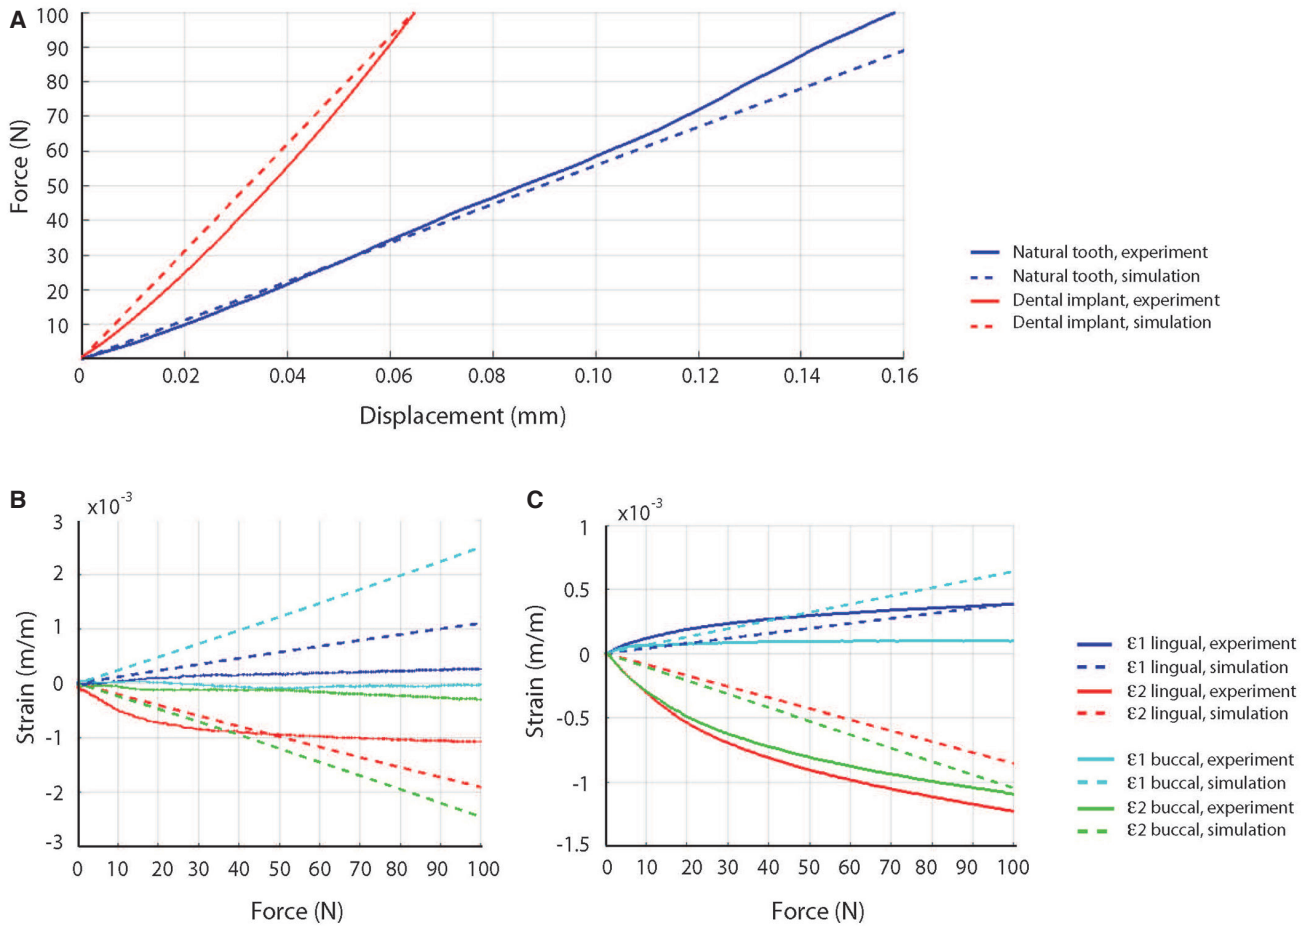 A
100
90
80
70
60
50
40
30
20
10
Force (N)
0 0.02 0.04 0.06 0.08 0.10 0.12 0.14 0.16
Displacement (mm)
Natural tooth, experiment
Natural tooth, simulation
Dental implant, experiment
Dental implant, simulation
B
x10-3
3
2
1
0
-1
-2
-3
Strain (m/m)
0 10 20 30 40 50 60 70 80 90 100
Force (N)
C
x10-3
1
0.5
0
-0.5
-1
-1.5
Strain (m/m)
0 10 20 30 40 50 60 70 80 90 100
Force (N)
ε1 lingual, experiment
ε1 lingual, simulation
ε2 lingual, experiment
ε2 lingual, simulation
ε1 buccal, experiment
ε1 buccal, simulation
ε2 buccal, experiment
ε2 buccal, simulation